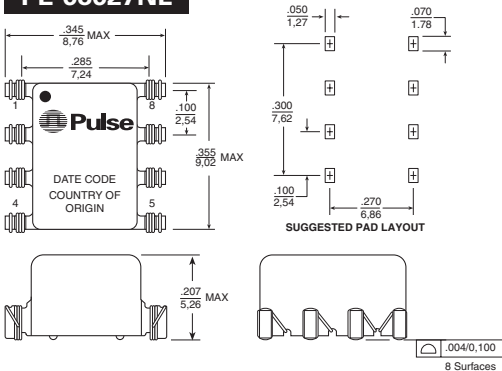 .345
8,76 MAX
.285
7,24
1
8
.100
2,54
Pulse
.355
9,02 MAX
DATE CODE
COUNTRY OF
ORIGIN
4
5
.050
1,27
.070
1.78
.300
7,62
.100
2,54
.270
6,86
SUGGESTED PAD LAYOUT
.207
5,26 MAX
.004/0,100
8 Surfaces